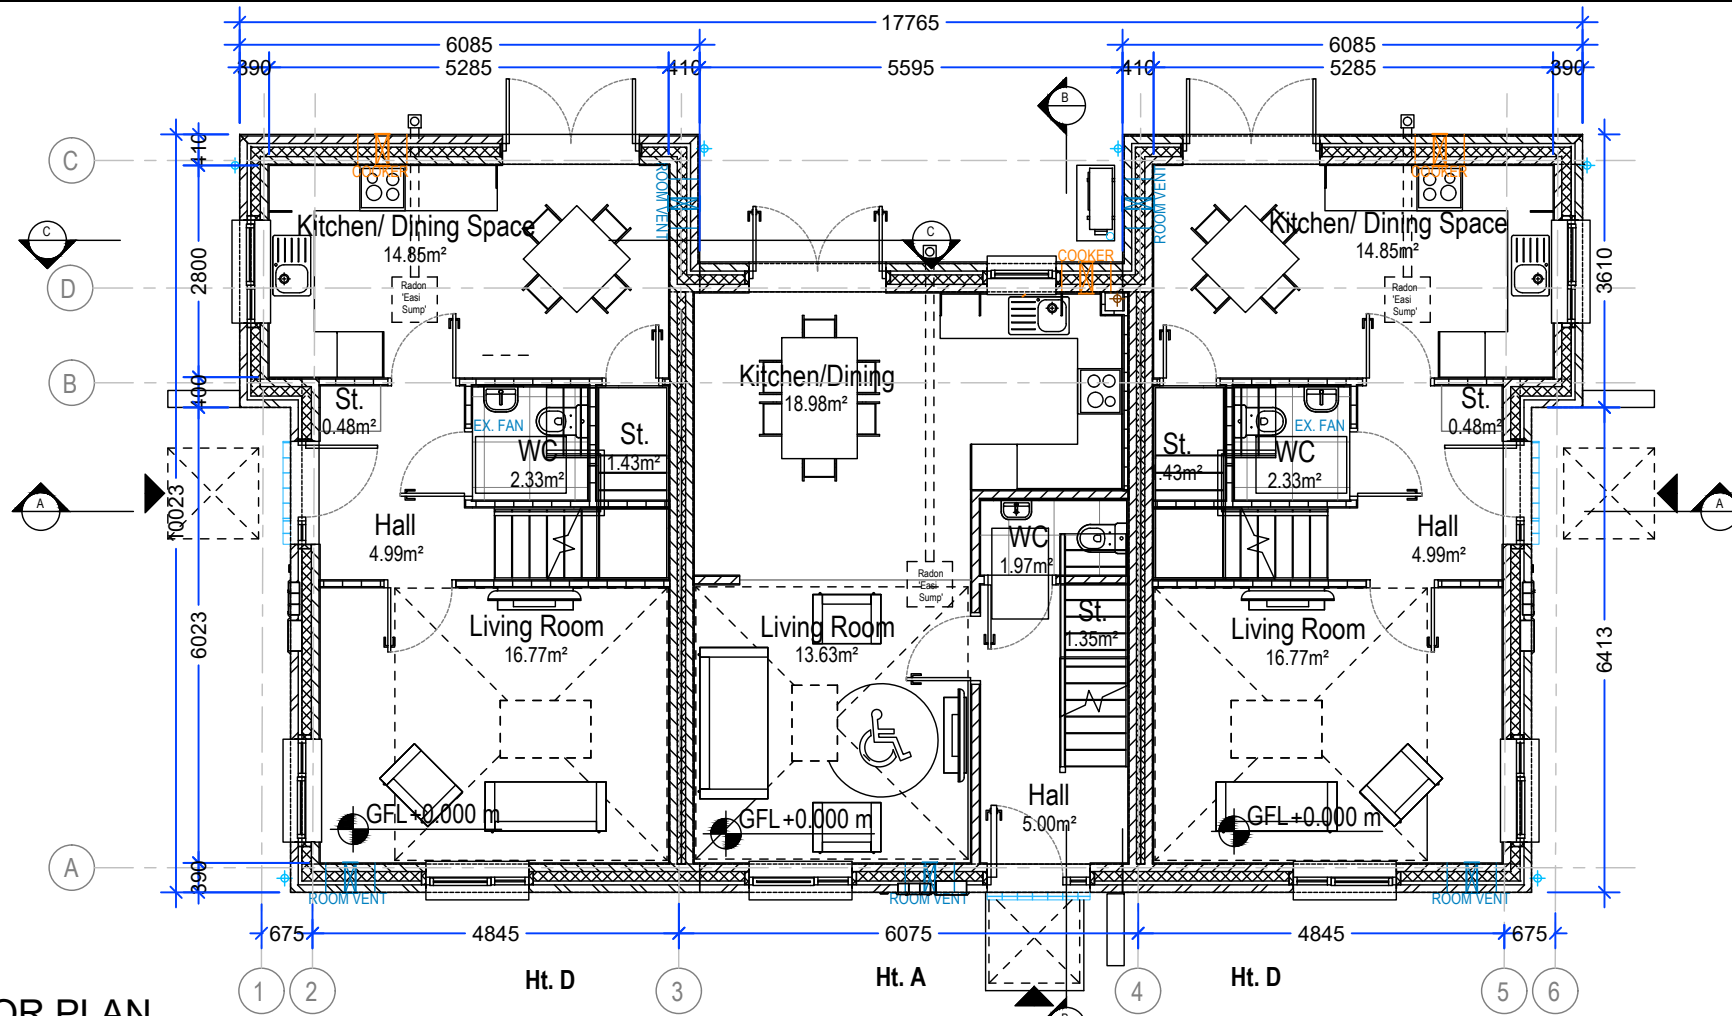 17765
6085
6085
390
5285
410
5595
410
5285
390
B
C
410
COOKER
COOKER
ROOM VENT
ROOM VENT
C
Kitchen/ Dining Space
14.85m²
C
Kitchen/ Dining Space
14.85m²
COOKER
2800
3610
D
Radon
'Easi
Sump'
Radon
'Easi
Sump'
B
400
Kitchen/Dining
18.98m²
St.
0.48m²
St.
0.48m²
EX. FAN
EX. FAN
WC
2.33m²
St.
1.43m²
St.
.43m²
WC
2.33m²
A
10023
Hall
4.99m²
WC
1.97m²
Hall
4.99m²
A
Radon
'Easi
Sump'
6023
Living Room
16.77m²
Living Room
13.63m²
St.
1.35m²
Living Room
16.77m²
6413
GFL+0.000 m
GFL+0.000 m
Hall
5.00m²
GFL+0.000 m
A
390
ROOM VENT
ROOM VENT
ROOM VENT
675
4845
6075
4845
675
Ht. D
Ht. A
Ht. D
1
2
3
4
5
6
OR PLAN